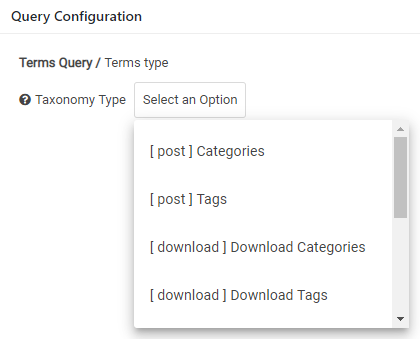 Query Configuration
Terms Query / Terms type
Taxonomy Type Select an Option
[ post ] Categories
[ post ] Tags
[ download ] Download Categories
[ download ] Download Tags